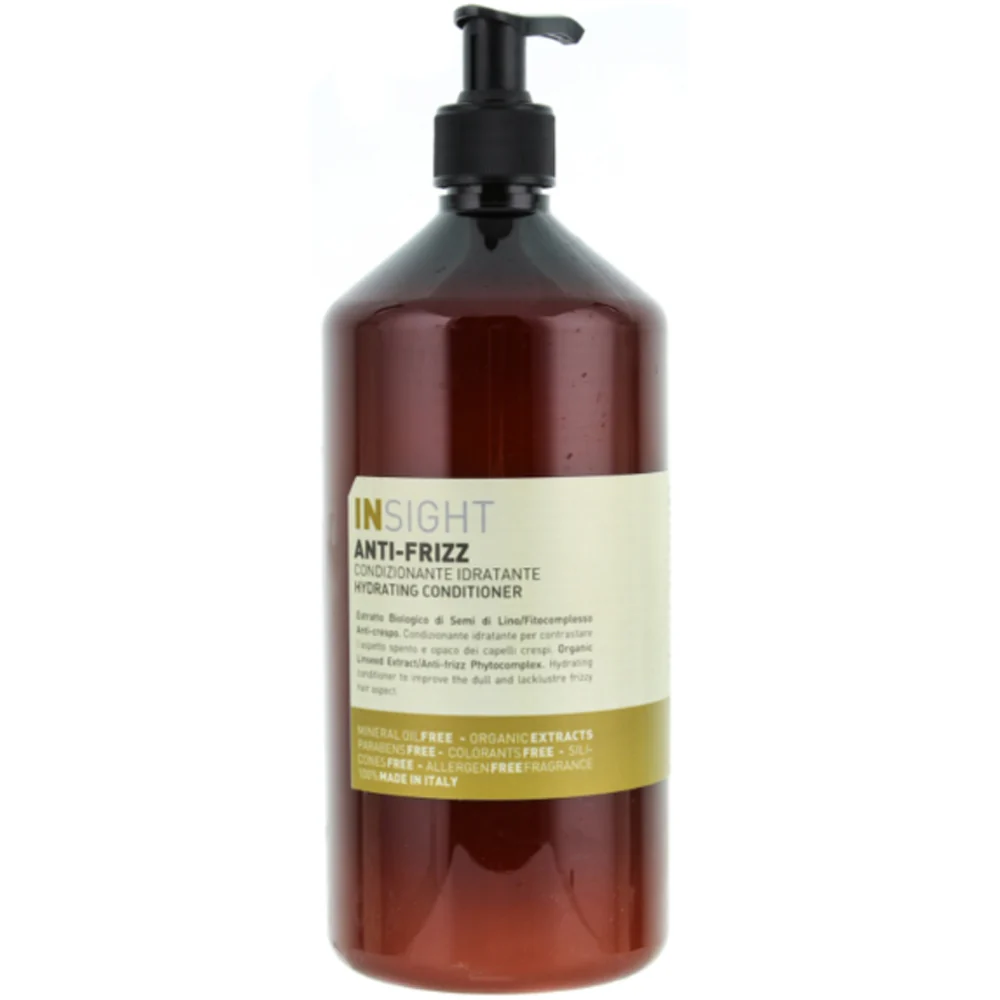 INSIGHT
ANTI-FRIZZ
CONDIZIONANTE IDRATANTE
HYDRATING CONDITIONER
Estratto Biologico di Semi di Lino/Fitocomplesso
Anti-crespo. Condizionante idratante per contrastare
l'aspetto spento e opaco dei capelli crespi. Organic
Linseed Extract/Anti-frizz Phytocomplex. Hydrating
conditioner to improve the dull and lacklustre frizzy
hair aspect.
MINERAL OILFREE - ORGANICEXTRACTS
PARABENSFREE- COLORANTSFREE - SILI-
CONESFREE - ALLERGENFREEFRAGRANCE
100%MADE IN ITALY